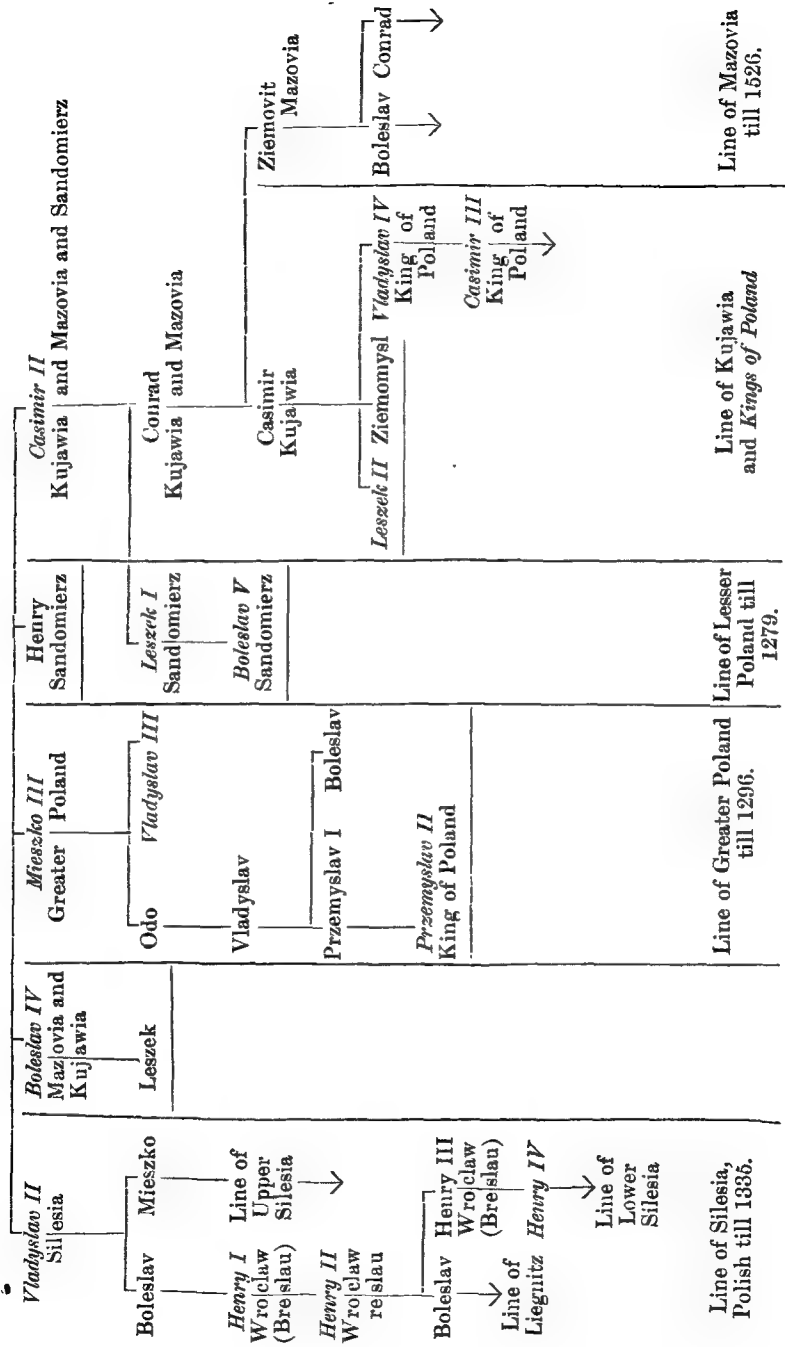 Vladyslav II
Silesia
Boleslav Mieszko
Henry I
Wroclaw
(Breslau)
Line of
Upper
Silesia
Henry II
Wroclaw
reslau
Boleslav
Henry III
Wroclaw
(Breslau)
Line of
Liegnitz
Henry IV
Line of
Lower
Silesia
Line of Silesia,
Polish till 1335.
Boleslav IV
Mazovia and
Kujawia
Leszek
Mieszko III
Greater Poland
Odo
Vladyslav III
Vladyslav
Przemyslav I Boleslav
Przemyslav II
King of Poland
Line of Greater Poland
till 1296.
Henry
Sandomierz
Leszek I
Sandomierz
Boleslav V
Sandomierz
Line of Lesser
Poland till
1279.
Casimir II
Kujawia and Mazovia and Sandomierz
Conrad
Kujawia and Mazovia
Casimir
Kujawia
Leszek II Ziemomysl Vladyslav IV
King of
Poland
Casimir III
King of
Poland
Line of Kujawia
and Kings of Poland
Ziemovit
Mazovia
Boleslav Conrad
Line of Mazovia
till 1526.